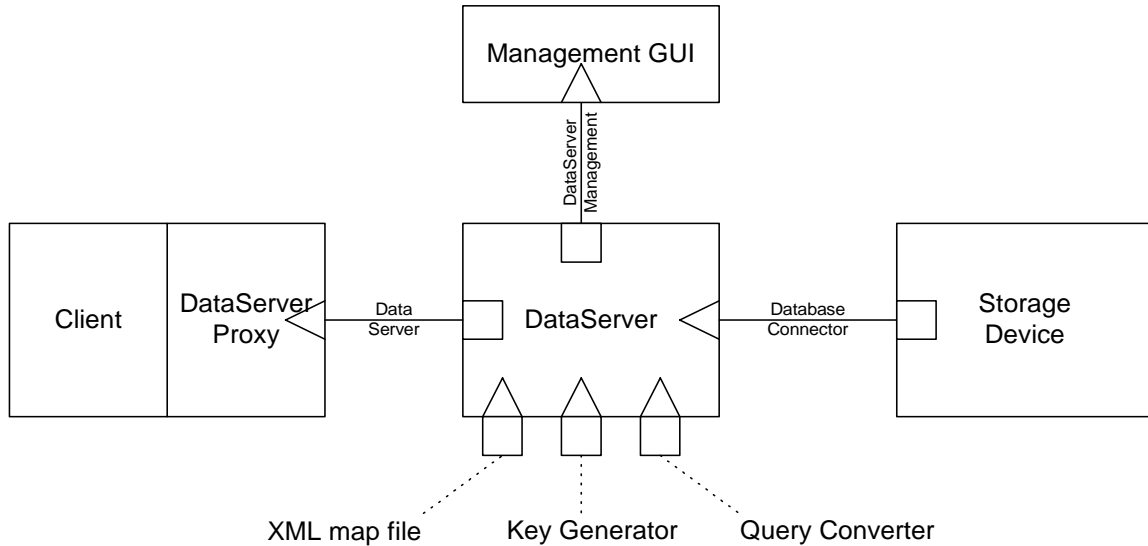 Management GUI
DataServer
Management
Client
DataServer
Proxy
Data
Server
DataServer
Database
Connector
Storage
Device
XML map file
Key Generator
Query Converter